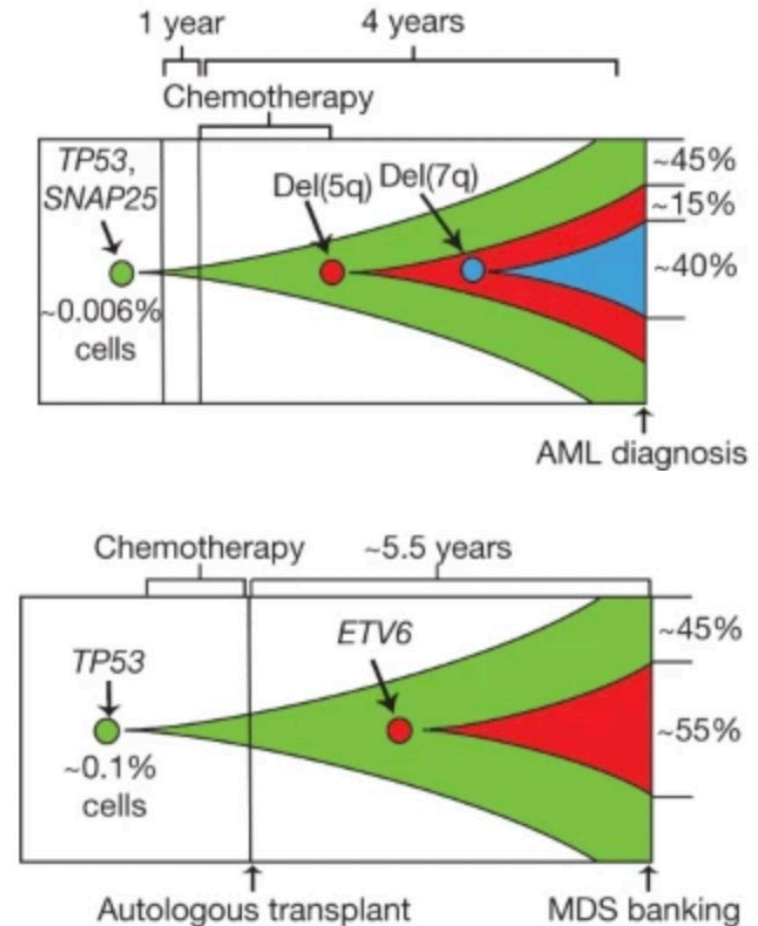 1 year
4 years
Chemotherapy
TP53,
SNAP25
Del(5q)
Del(7q)
~45%
~15%
~40%
~0.006%
cells
AML diagnosis
Chemotherapy
~5.5 years
TP53
ETV6
~45%
~55%
~0.1%
cells
Autologous transplant
MDS banking